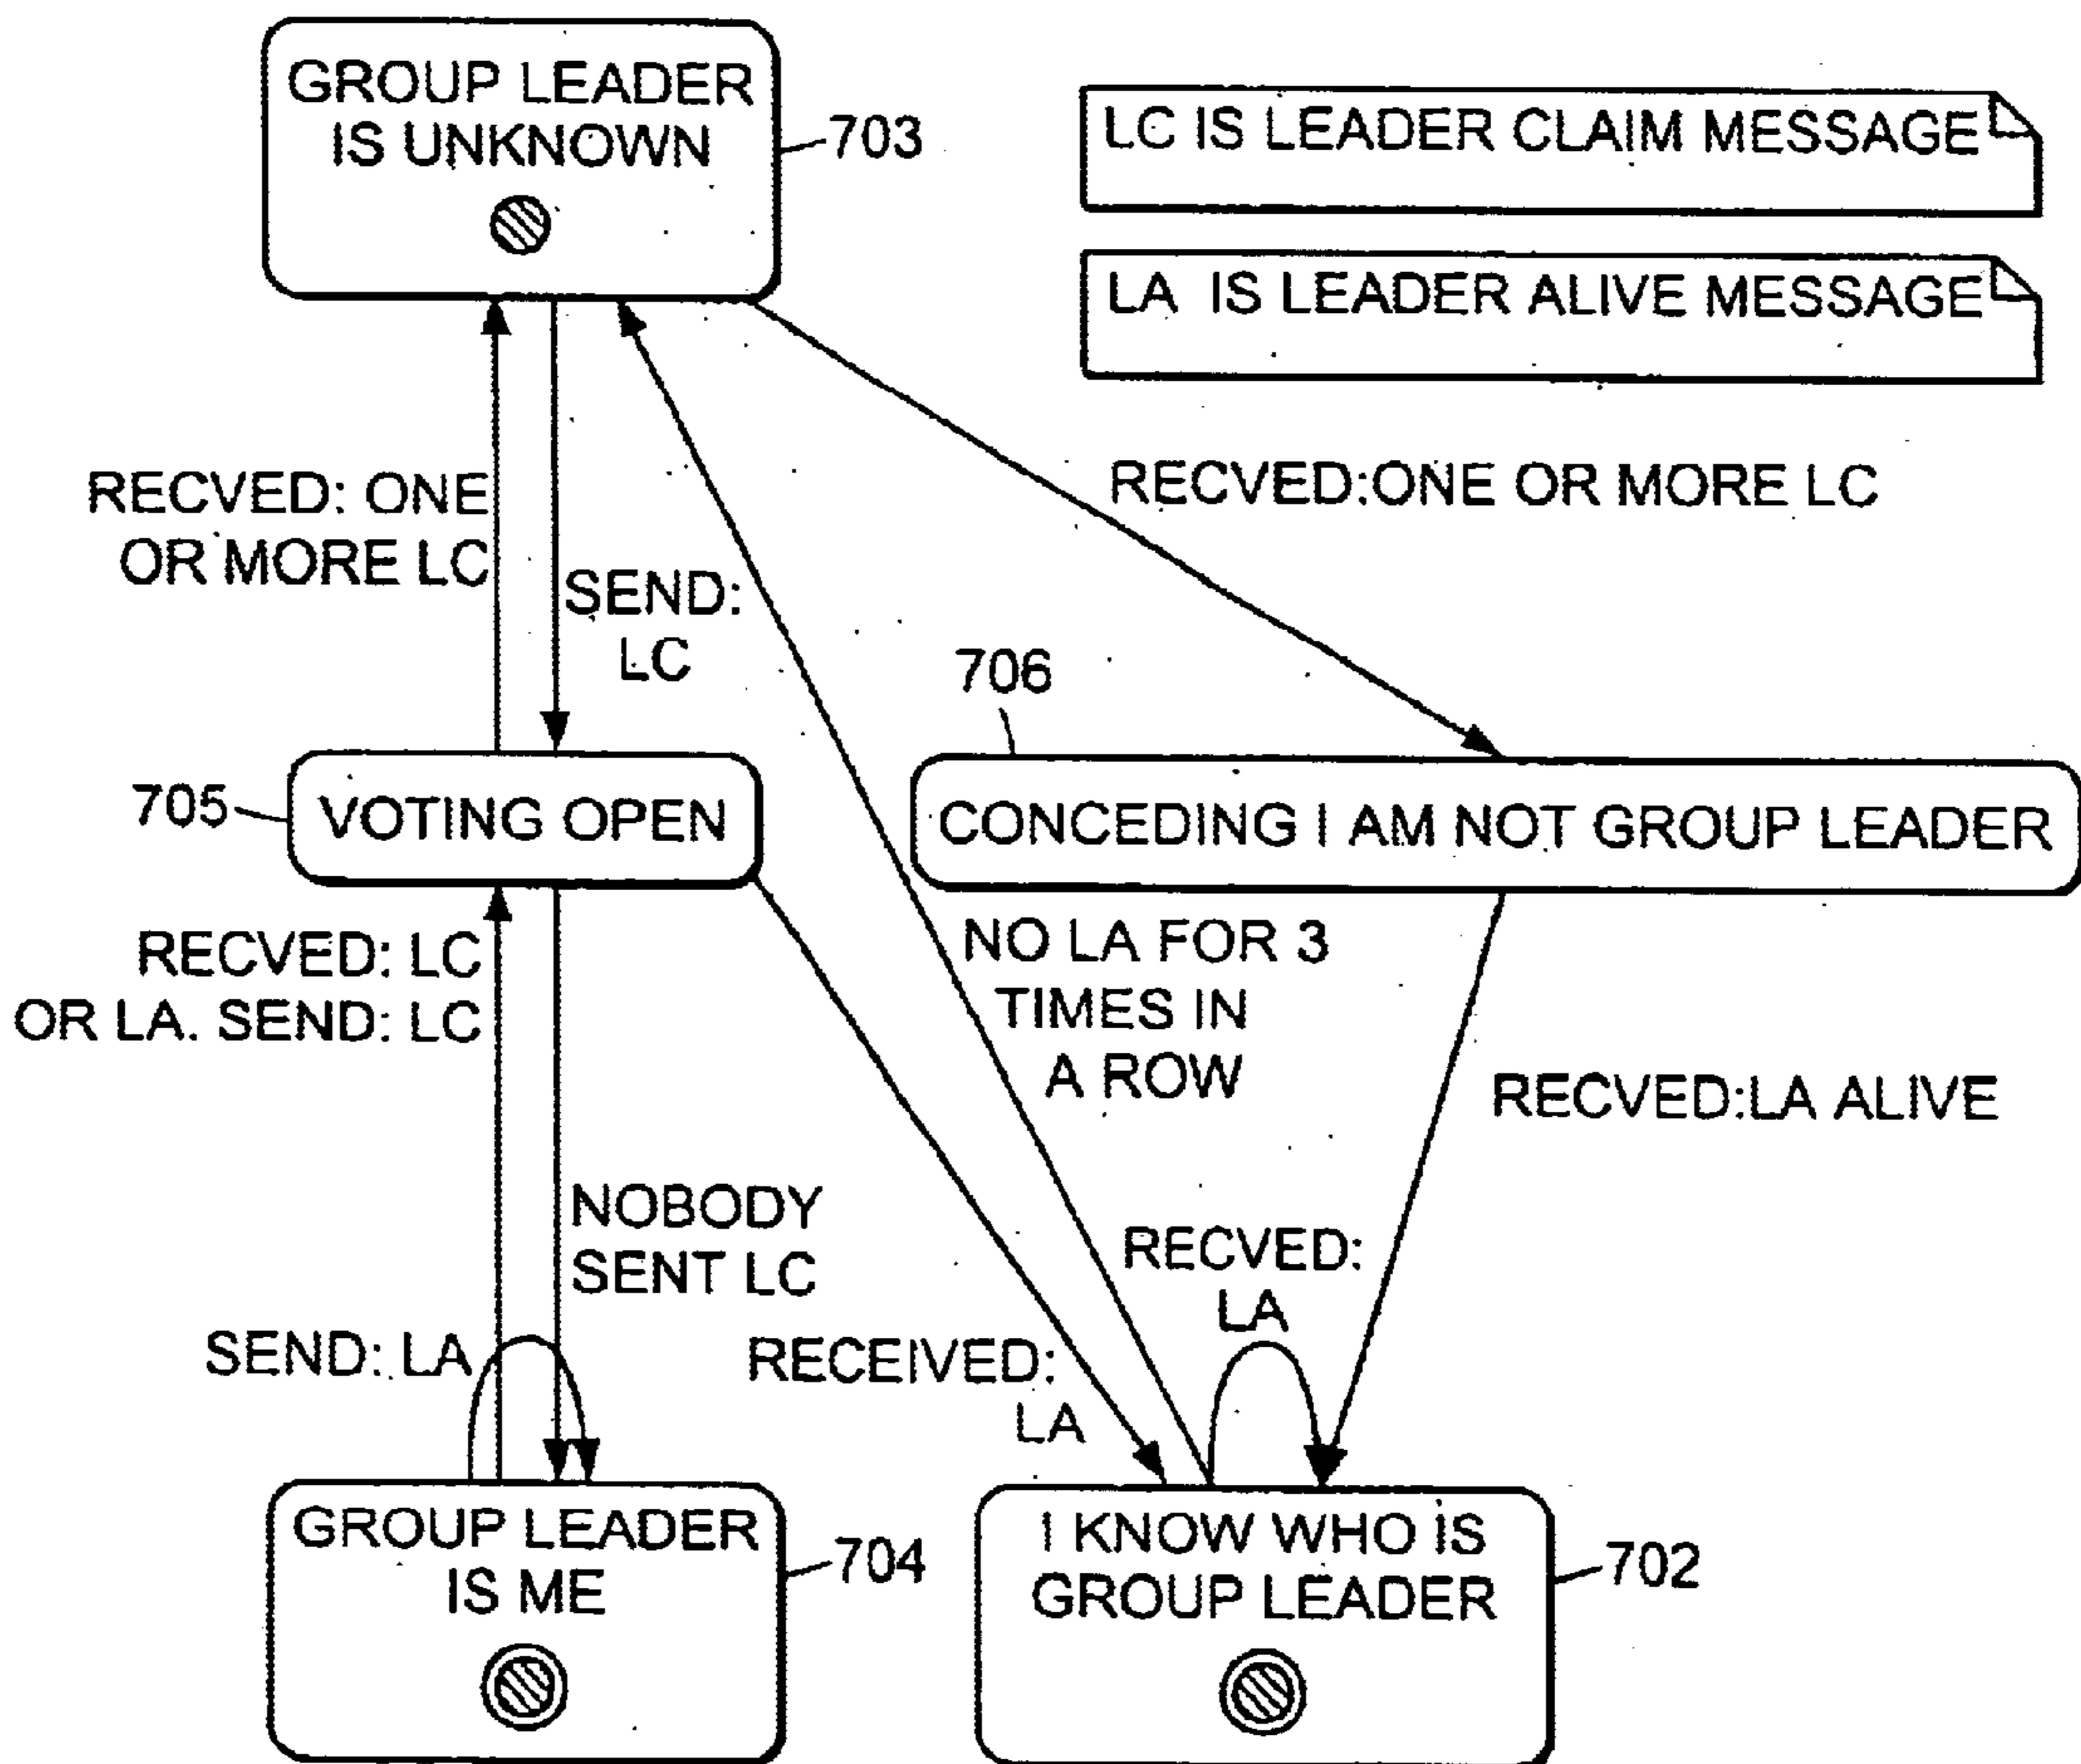 GROUP LEADER
IS UNKNOWN
703
LC IS LEADER CLAIM MESSAGE
LA IS LEADER ALIVE MESSAGE
RECVED: ONE
OR MORE LC
SEND:
LC
RECVED:ONE OR MORE LC
706
705
VOTING OPEN
CONCEDING I AM NOT GROUP LEADER
RECVED: LC
OR LA. SEND: LC
NO LA FOR 3
TIMES IN
A ROW
RECVED:LA ALIVE
NOBODY
SENT LC
RECVED:
LA
SEND: LA
RECEIVED:
LA
GROUP LEADER
IS ME
704
I KNOW WHO IS
GROUP LEADER
702